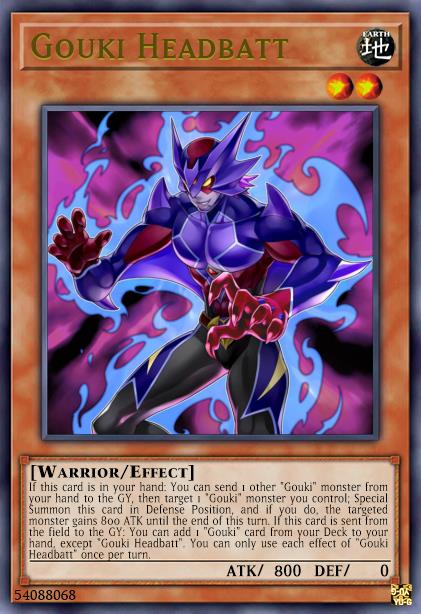 Gouki Headbatt
EARTH
地
[Warrior/Effect]
If this card is in your hand: You can send 1 other "Gouki" monster from
your hand to the GY, then target 1 "Gouki" monster you control; Special
Summon this card in Defense Position, and if you do, the targeted
monster gains 800 ATK until the end of this turn. If this card is sent from
the field to the GY: You can add 1 "Gouki" card from your Deck to your
hand, except "Gouki Headbatt". You can only use each effect of "Gouki
Headbatt" once per turn.
ATK/ 800 DEF/ 0
54088068